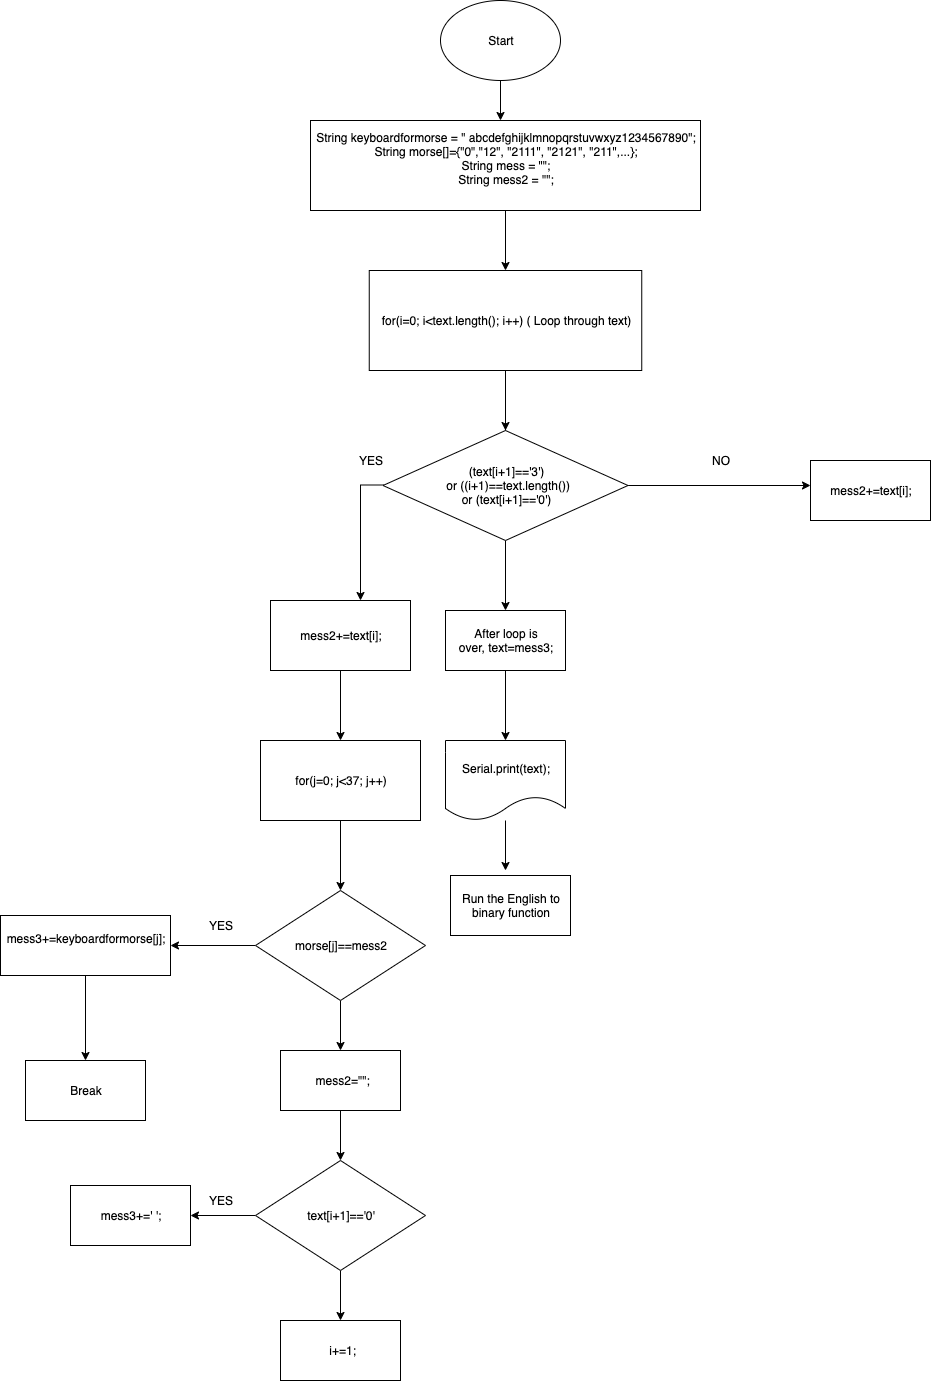 Start
String keyboardformorse = " abcdefghijklmnopqrstuvwxyz1234567890";
String morse[]={"0","12", "2111", "2121", "211",...};
String mess = "";
String mess2 = "";
for(i=0; i<text.length(); i++) ( Loop through text)
YES
(text[i+1]=='3')
or ((i+1)==text.length())
or (text[i+1]=='0')
NO
mess2+=text[i];
mess2+=text[i];
After loop is
over, text=mess3;
for(j=0; j<37; j++)
Serial.print(text);
Run the English to
binary function
YES
mess3+=keyboardformorse[j];
morse[j]==mess2
Break
mess2="";
YES
mess3+=' ';
text[i+1]=='0'
i+=1;